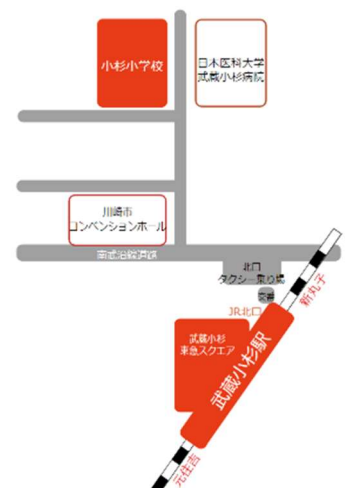 小杉小学校
日本医科大学
武蔵小杉病院
川崎市
コンベンションホール
南武沿線道路
北口
タクシー乗り場
交番
JR北口
新丸子
武蔵小杉
東急スクエア
武蔵小杉駅
元住吉